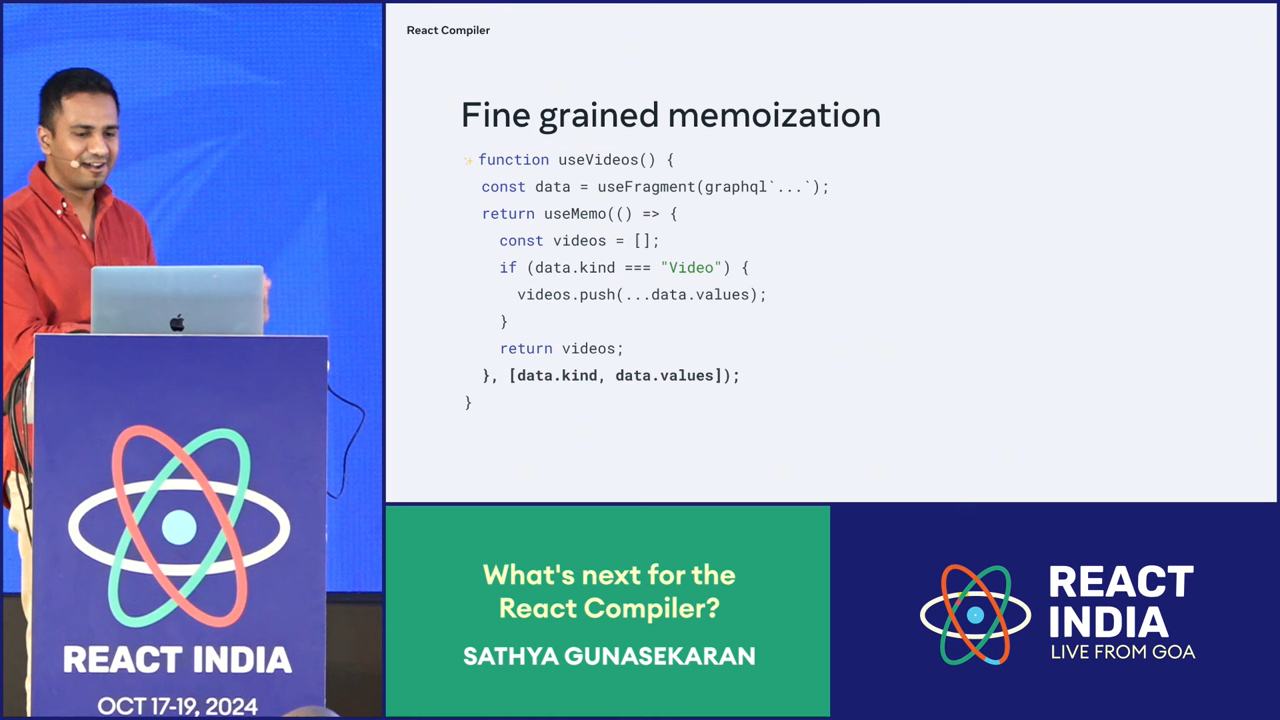 React Compiler
Fine grained memoization
function useVideos() {
const data = useFragment(graphql`...`);
return useMemo(() => {
const videos = [];
if (data.kind === "Video") {
videos.push(...data.values);
}
return videos;
}, [data.kind, data.values]);
}
REACT INDIA
OCT 17-19, 2024
What's next for the
React Compiler?
SATHYA GUNASEKARAN
REACT
INDIA
LIVE FROM GOA